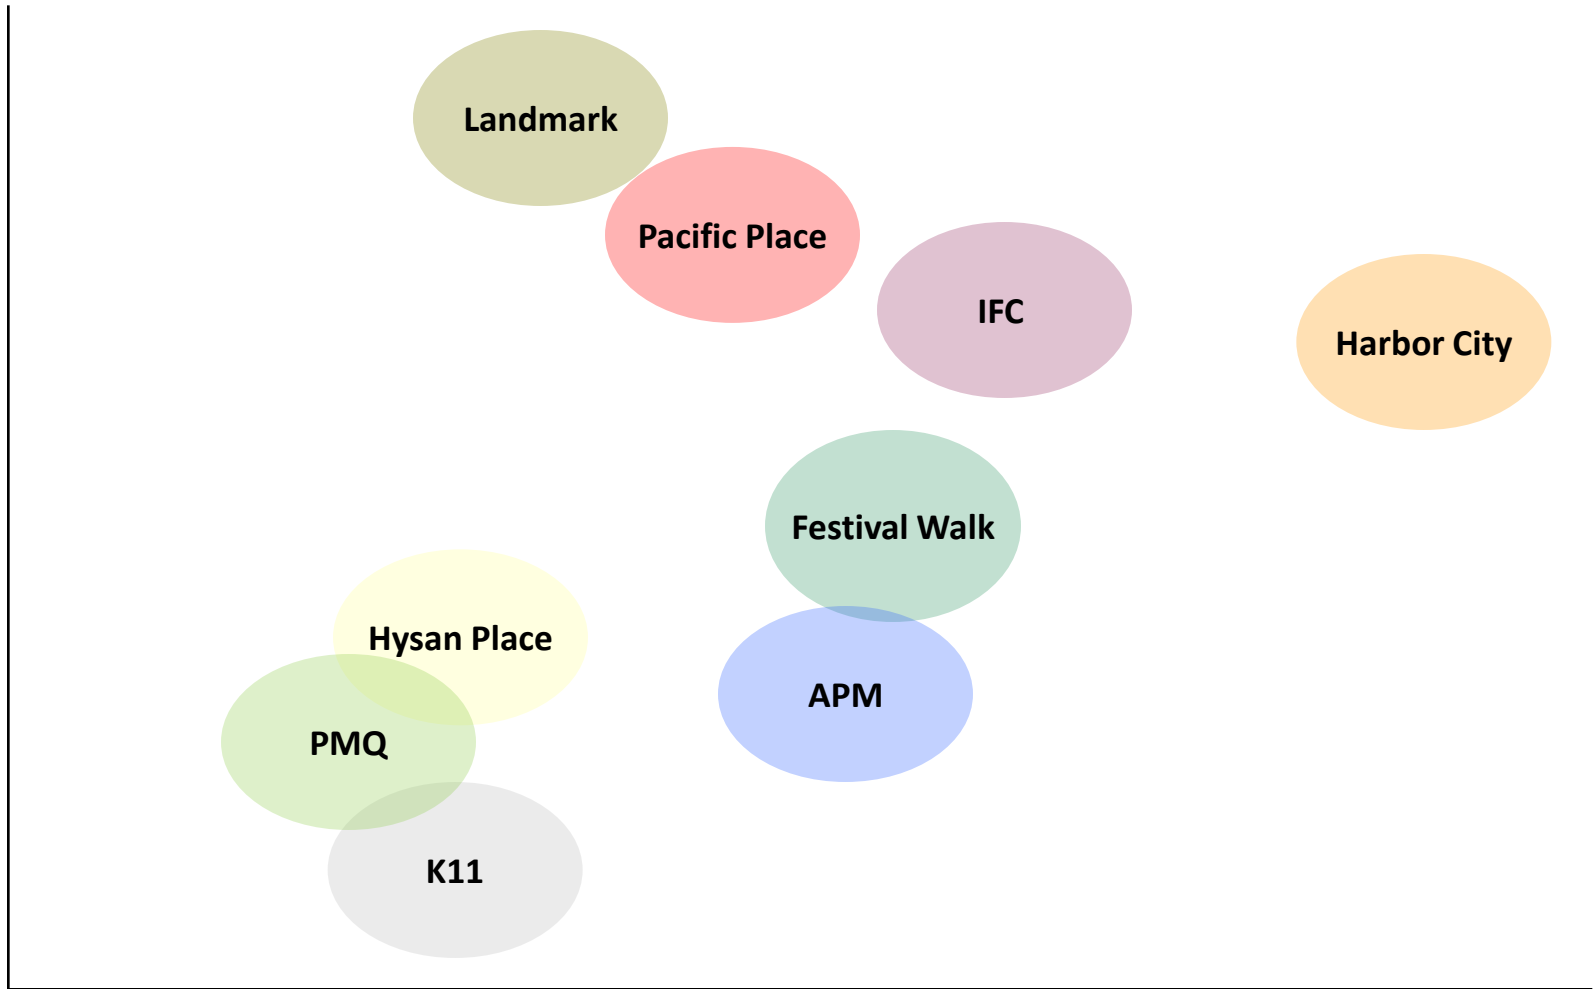 Landmark
Pacific Place
IFC
Harbor City
Festival Walk
Hysan Place
APM
PMQ
K11